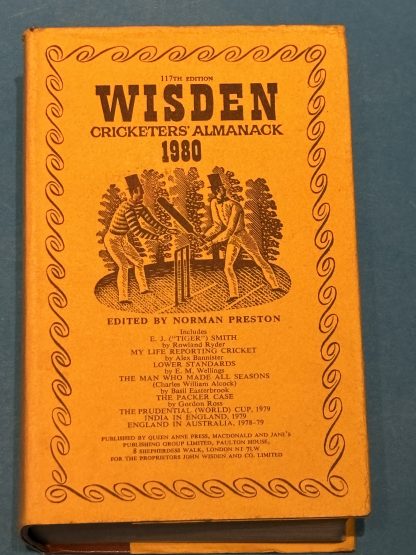 117TH EDITION
WISDEN
CRICKETERS' ALMANACK
1980
EDITED BY NORMAN PRESTON
Includes
E. J. ("TIGER") SMITH
by Rowland Ryder
MY LIFE REPORTING CRICKET
by Alex Bannister
LOWER STANDARDS
by E. M. Wellings
THE MAN WHO MADE ALL SEASONS
(Charles William Alcock)
by Basil Easterbrook
THE PACKER CASE
by Gordon Ross
THE PRUDENTIAL (WORLD) CUP, 1979
INDIA IN ENGLAND, 1979
ENGLAND IN AUSTRALIA, 1978-79
PUBLISHED BY QUEEN ANNE PRESS, MACDONALD AND JANE'S
PUBLISHING GROUP LIMITED, PAULTON HOUSE,
8 SHEPHERDESS WALK, LONDON N1 7LW
FOR THE PROPRIETORS JOHN WISDEN AND CO. LIMITED